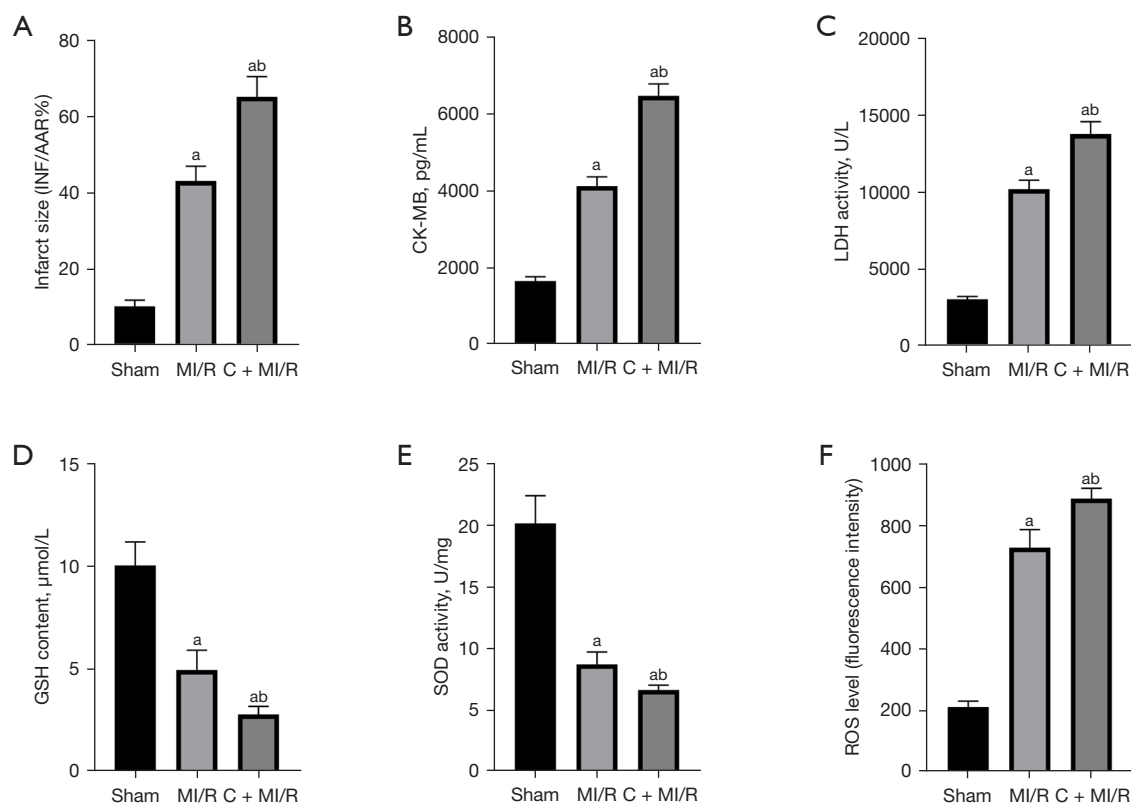 A
Infarct size (INF/AAR%)
80
60
40
20
0
a
ab
Sham
MI/R
C + MI/R
B
CK-MB, pg/mL
8000
6000
4000
2000
0
a
ab
Sham
MI/R
C + MI/R
C
LDH activity, U/L
20000
15000
10000
5000
0
a
ab
Sham
MI/R
C + MI/R
D
GSH content, μmol/L
15
10
5
0
a
ab
Sham
MI/R
C + MI/R
E
SOD activity, U/mg
25
20
15
10
5
0
a
ab
Sham
MI/R
C + MI/R
F
ROS level (fluorescence intensity)
1000
800
600
400
200
0
a
ab
Sham
MI/R
C + MI/R